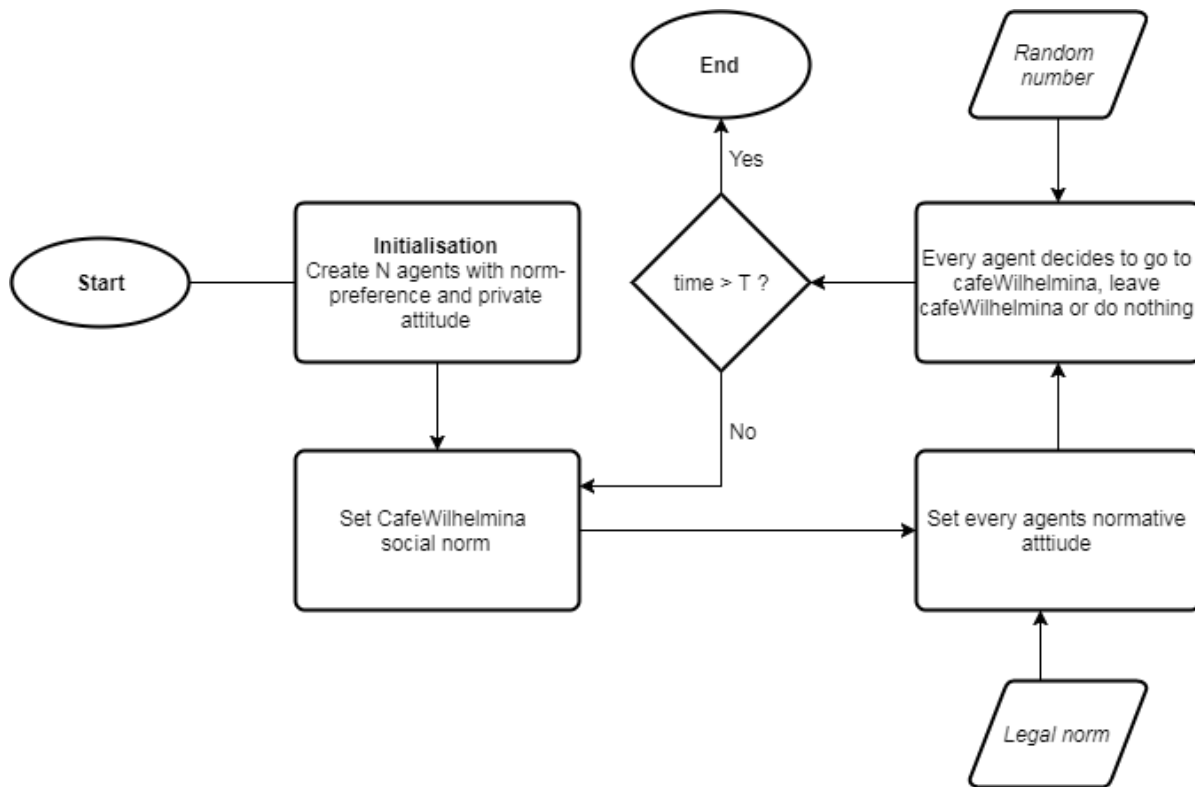 End
Random
number
Yes
Start
Initialisation
Create N agents with norm-
preference and private
attitude
time > T ?
Every agent decides to go to
cafeWilhelmina, leave
cafeWilhelmina or do nothing
No
Set CafeWilhelmina
social norm
Set every agents normative
atttiude
Legal norm